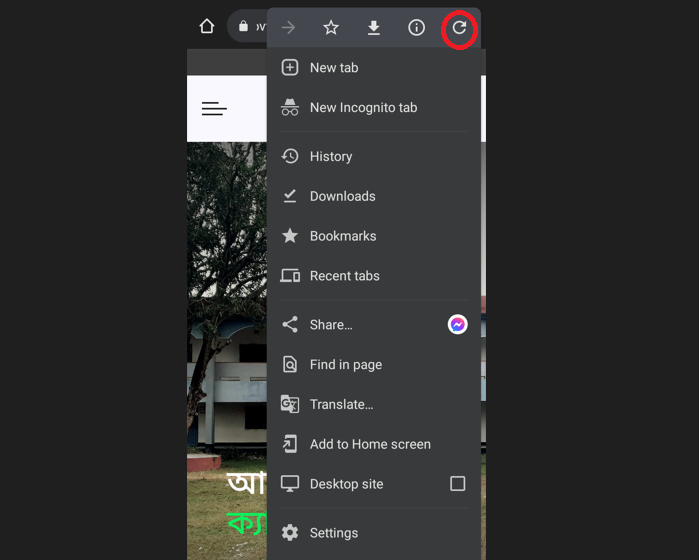 New tab
New Incognito tab
History
Downloads
Bookmarks
Recent tabs
Share...
Find in page
Translate...
Add to Home screen
Desktop site
Settings
আ
ক্য